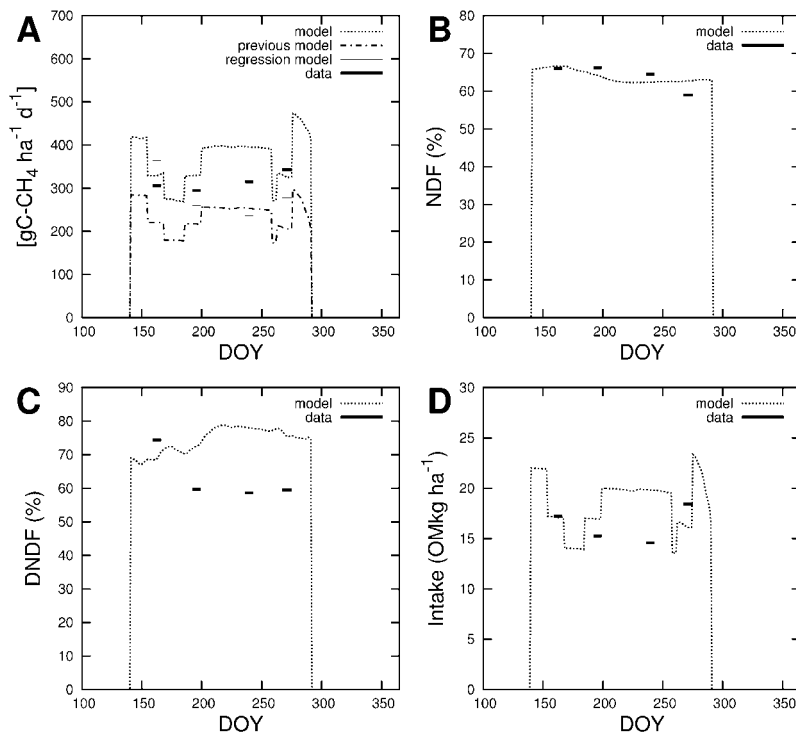 A
[gC-CH4 ha-1 d-1]
700
600
500
400
300
200
100
0
model
previous model
regression model
data
100 150 200 250 300 350
DOY
B
NDF (%)
80
70
60
50
40
30
20
10
0
model
data
100 150 200 250 300 350
DOY
C
DNDF (%)
90
80
70
60
50
40
30
20
10
0
model
data
100 150 200 250 300 350
DOY
D
Intake (OMkg ha-1)
30
25
20
15
10
5
0
model
data
100 150 200 250 300 350
DOY